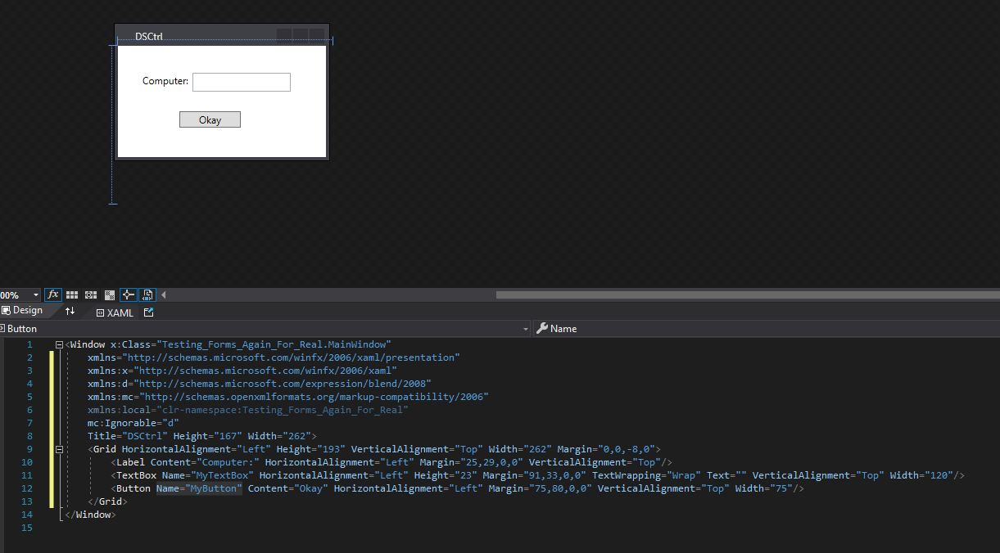 DSCtrl
Computer:
Okay
00%
fx
Design
XAML
Button
Name
1 <Window x:Class="Testing_Forms_Again_For_Real.MainWindow"
2 xmlns="http://schemas.microsoft.com/winfx/2006/xaml/presentation"
3 xmlns:x="http://schemas.microsoft.com/winfx/2006/xaml"
4 xmlns:d="http://schemas.microsoft.com/expression/blend/2008"
5 xmlns:mc="http://schemas.openxmlformats.org/markup-compatibility/2006"
6 xmlns:local="clr-namespace:Testing_Forms_Again_For_Real"
7 mc:Ignorable="d"
8 Title="DSCtrl" Height="167" Width="262">
9 <Grid HorizontalAlignment="Left" Height="193" VerticalAlignment="Top" Width="262" Margin="0,0,-8,0">
10 <Label Content="Computer:" HorizontalAlignment="Left" Margin="25,29,0,0" VerticalAlignment="Top"/>
11 <TextBox Name="MyTextBox" HorizontalAlignment="Left" Height="23" Margin="91,33,0,0" TextWrapping="Wrap" Text="" VerticalAlignment="Top" Width="120"/>
12 <Button Name="MyButton" Content="Okay" HorizontalAlignment="Left" Margin="75,80,0,0" VerticalAlignment="Top" Width="75"/>
13 </Grid>
14 </Window>
15